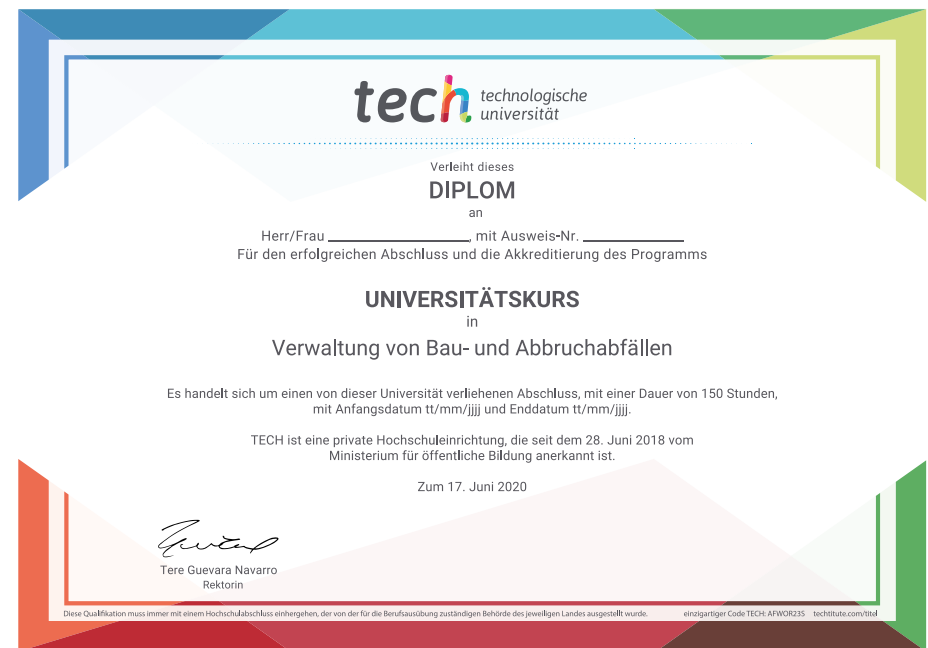 tech technologische
universität
Verleiht dieses
DIPLOM
an
Herr/Frau ____________________, mit Ausweis-Nr. ______________
Für den erfolgreichen Abschluss und die Akkreditierung des Programms
UNIVERSITÄTSKURS
in
Verwaltung von Bau- und Abbruchabfällen
Es handelt sich um einen von dieser Universität verliehenen Abschluss, mit einer Dauer von 150 Stunden,
mit Anfangsdatum tt/mm/jjjj und Enddatum tt/mm/jjjj.
TECH ist eine private Hochschuleinrichtung, die seit dem 28. Juni 2018 vom
Ministerium für öffentliche Bildung anerkannt ist.
Zum 17. Juni 2020
Tere Guevara Navarro
Rektorin
Diese Qualifikation muss immer mit einem Hochschulabschluss einhergehen, der von der für die Berufsausübung zuständigen Behörde des jeweiligen Landes ausgestellt wurde. einzigartiger Code TECH: AFWOR23S techtitute.com/titel